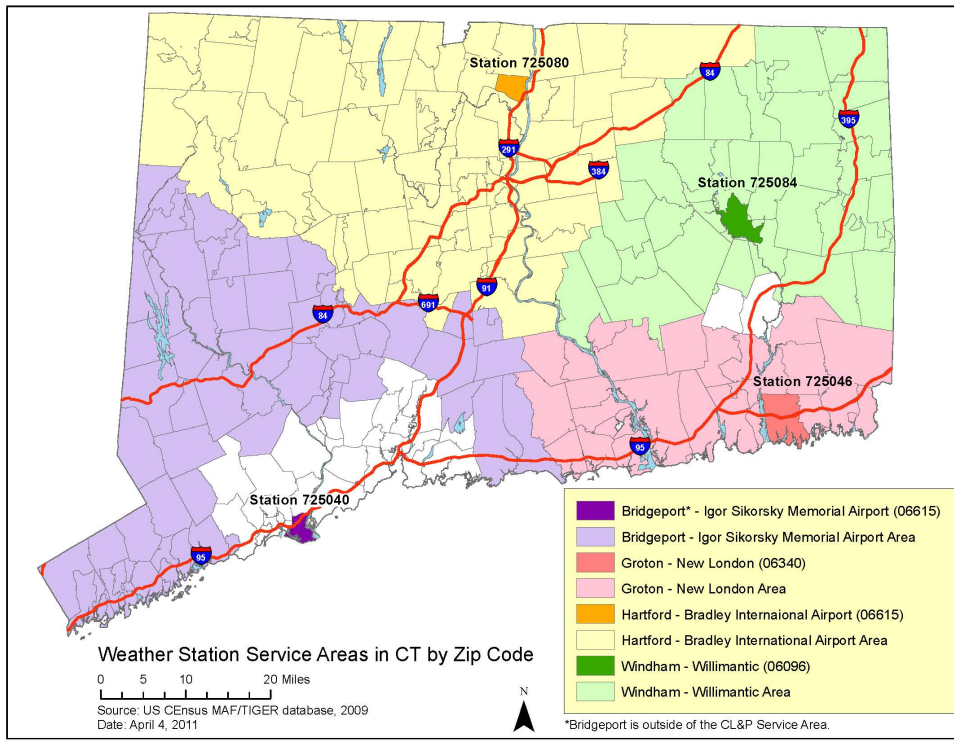 Station 725080
84
395
291
384
Station 725084
91
691
84
Station 725046
95
Station 725040
95
Bridgeport* - Igor Sikorsky Memorial Airport (06615)
Bridgeport - Igor Sikorsky Memorial Airport Area
Groton - New London (06340)
Groton - New London Area
Hartford - Bradley Internaional Airport (06615)
Hartford - Bradley International Airport Area
Windham - Willimantic (06096)
Windham - Willimantic Area
Weather Station Service Areas in CT by Zip Code
0 5 10 20 Miles
Source: US CEnsus MAF/TIGER database, 2009
Date: April 4, 2011
N
*Bridgeport is outside of the CL&P Service Area.